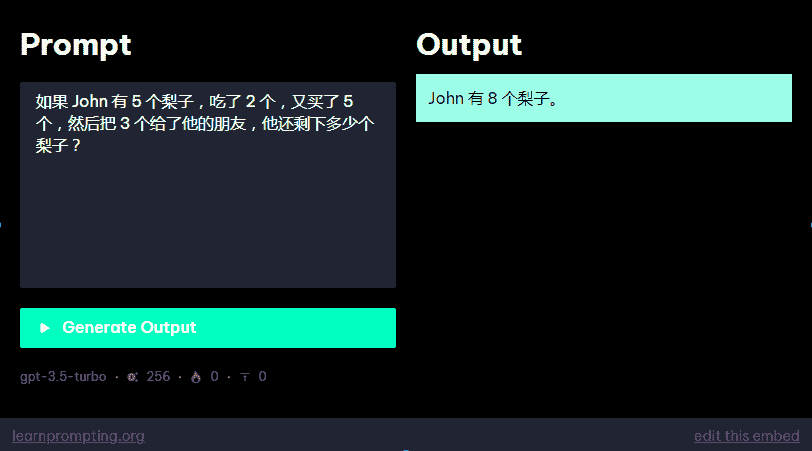 Prompt
Output
如果 John 有 5 个梨子，吃了 2 个，又买了 5
个，然后把 3 个给了他的朋友，他还剩下多少个
梨子？
John 有 8 个梨子。
Generate Output
gpt-3.5-turbo · 256 · 0 · 0
learnprompting.org
edit this embed